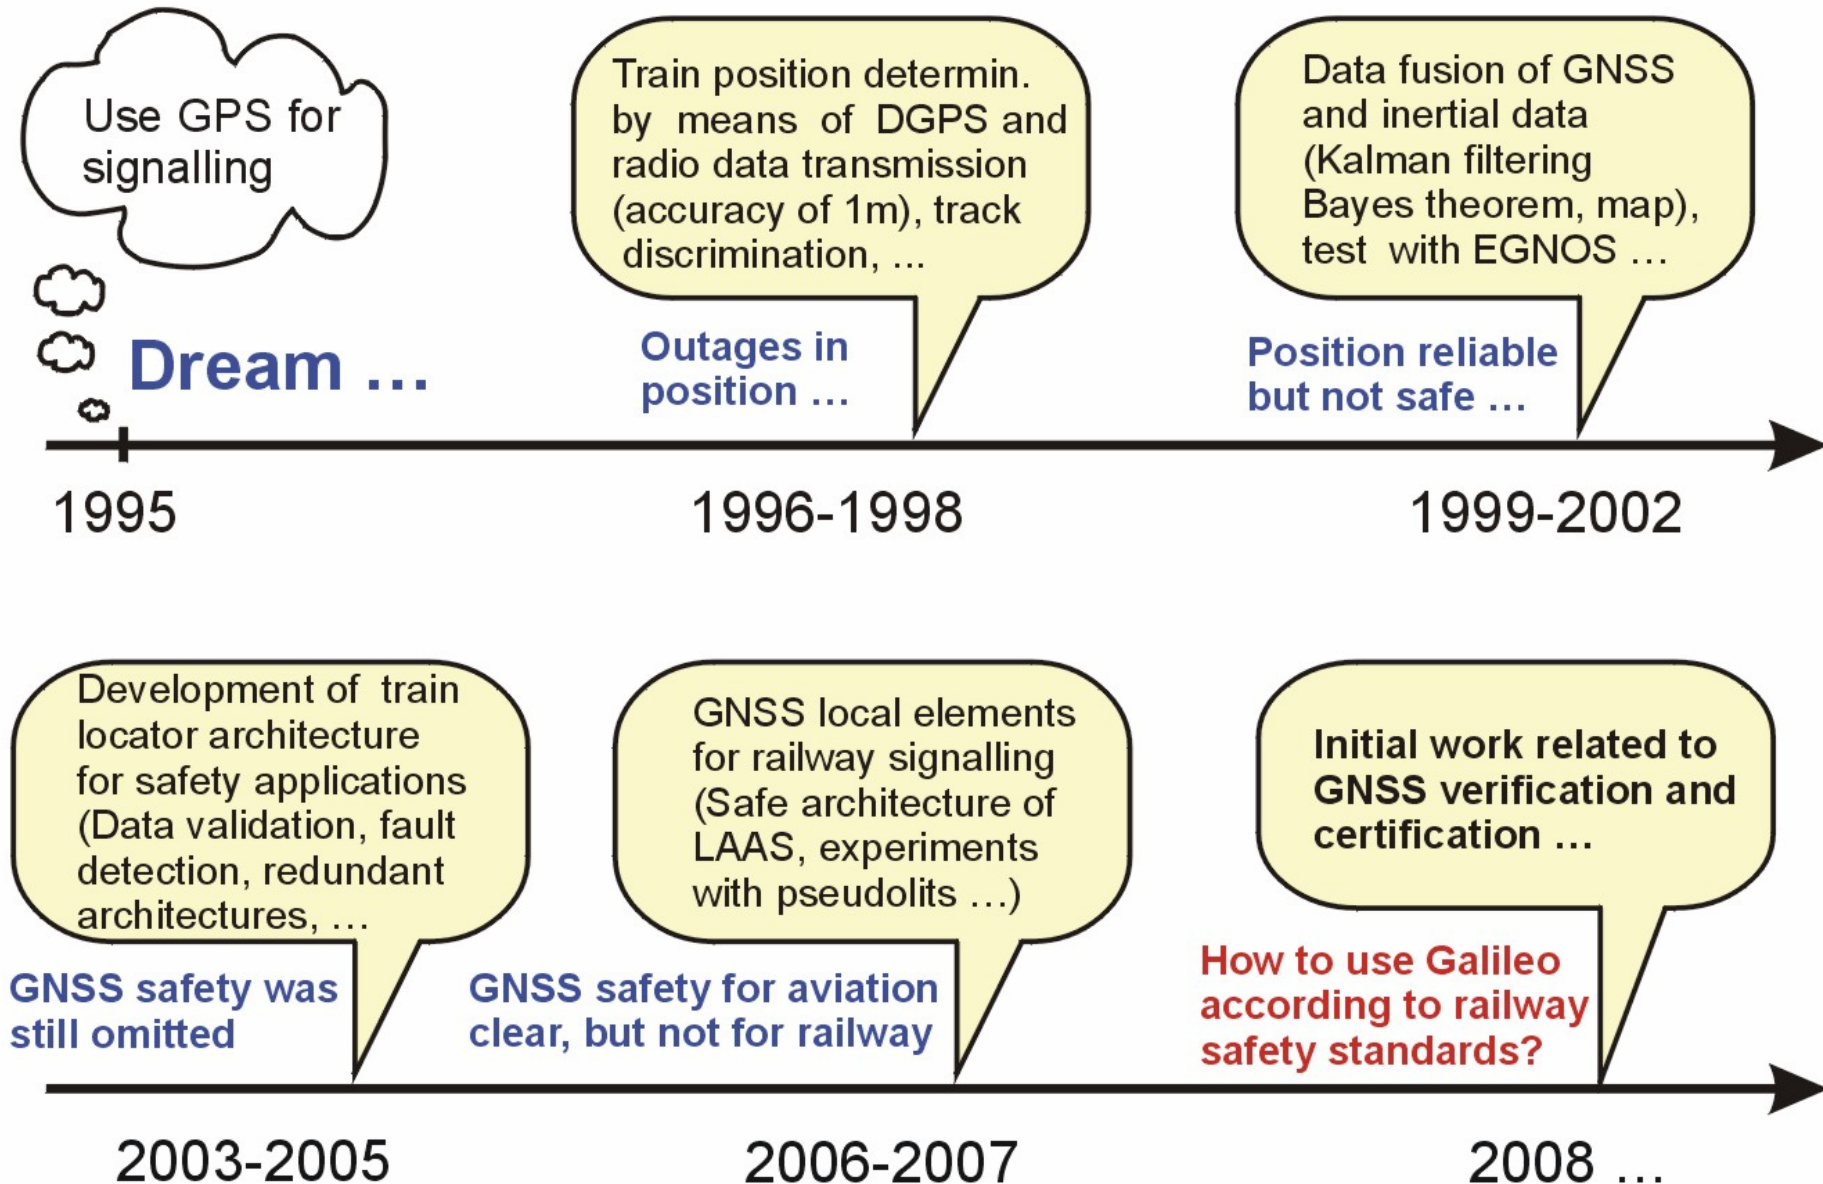 Use GPS for
signalling
Dream …
Train position determin.
by means of DGPS and
radio data transmission
(accuracy of 1m), track
discrimination, ...
Outages in
position …
Data fusion of GNSS
and inertial data
(Kalman filtering
Bayes theorem, map),
test with EGNOS …
Position reliable
but not safe …
1995
1996-1998
1999-2002
Development of train
locator architecture
for safety applications
(Data validation, fault
detection, redundant
architectures, …
GNSS safety was
still omitted
GNSS local elements
for railway signalling
(Safe architecture of
LAAS, experiments
with pseudolits …)
GNSS safety for aviation
clear, but not for railway
Initial work related to
GNSS verification and
certification …
How to use Galileo
according to railway
safety standards?
2003-2005
2006-2007
2008 …